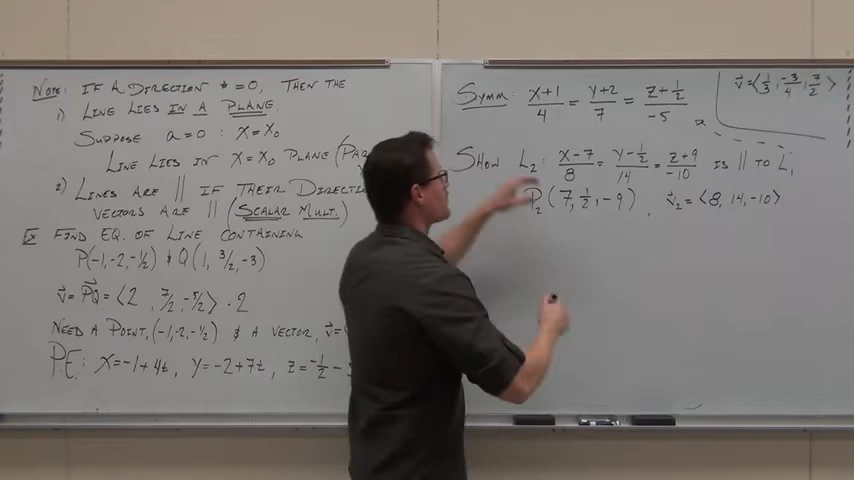 Note: IF A DIRECTION # = 0, THEN THE
1) LINE LIES IN A PLANE.
SUPPOSE a=0 : X=X₀
LINE LIES IN X=X₀ PLANE (PAR
2) LINES ARE || IF THEIR DIRECTI
VECTORS ARE || (SCALAR MULT.)
EX FIND EQ. OF LINE CONTAINING
P(-1,-2,-1/2) & Q(1, 3/2, -3)
v⃗ = PQ⃗ = ⟨2, 7/2, -5/2⟩ · 2
NEED A POINT, (-1,-2,-1/2) & A VECTOR, v⃗=
P.E.: X=-1+4t, Y=-2+7t, Z=-1/2-5
SYMM: (X+1)/4 = (Y+2)/7 = (Z+1/2)/-5
v⃗=⟨1/3, -3/4, 7/2⟩
SHOW L₂: (X-7)/8 = (Y-1/2)/14 = (Z+9)/-10 IS || TO L₁
P₂(7, 1/2, -9), v⃗₂=⟨8, 14, -10⟩